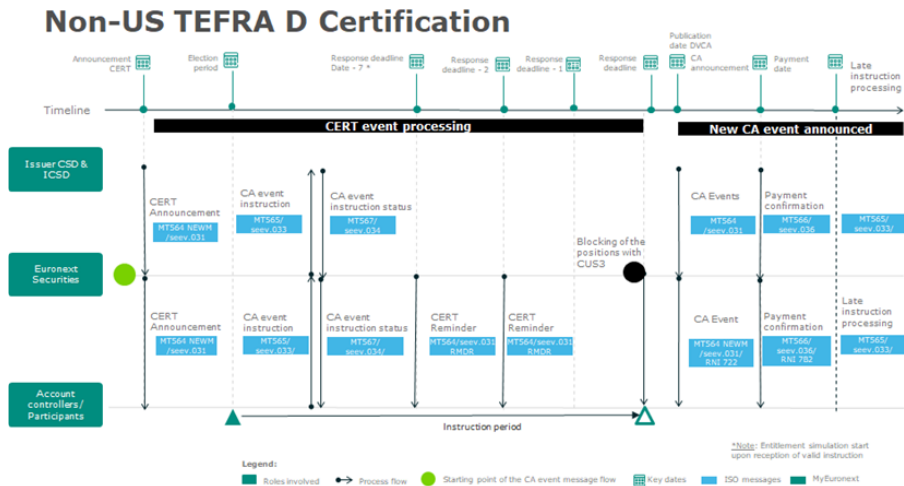 Non-US TEFRA D Certification
Announcement
CERT
Election
period
Response deadline
Date - 7 *
Response
deadline - 2
Response
deadline - 1
Response
deadline
Publication
date DVCA
CA
announcement
Payment
date
Late
instruction
processing
Timeline
CERT event processing
New CA event announced
Issuer CSD &
ICSD
CERT
Announcement
MT564 NEWM
/seev.031
CA event
instruction
MT565/
seev.033
CA event
instruction status
MT567/
seev.034
CA Events
MT564
/seev.031
Payment
confirmation
MT566/
seev.036
MT565/
seev.033/
Blocking of the
positions with
CUS3
Euronext
Securities
CERT
Announcement
MT564 NEWM
/seev.031
CA event
instruction
MT565/
seev.033/
CA event
instruction status
MT567/
seev.034/
CERT
Reminder
MT564/seev.031
RMDR
CERT
Reminder
MT564/seev.031
RMDR
CA Event
MT564 NEWM
/seev.031/
RNI 722
Payment
confirmation
MT566/
seev.036/
RNI 782
Late
instruction
processing
MT565/
seev.033/
Account
controllers/
Participants
Instruction period
*Note: Entitlement simulation start
upon reception of valid instruction
Legend:
Roles involved
Process flow
Starting point of the CA event message flow
Key dates
ISO messages
MyEuronext